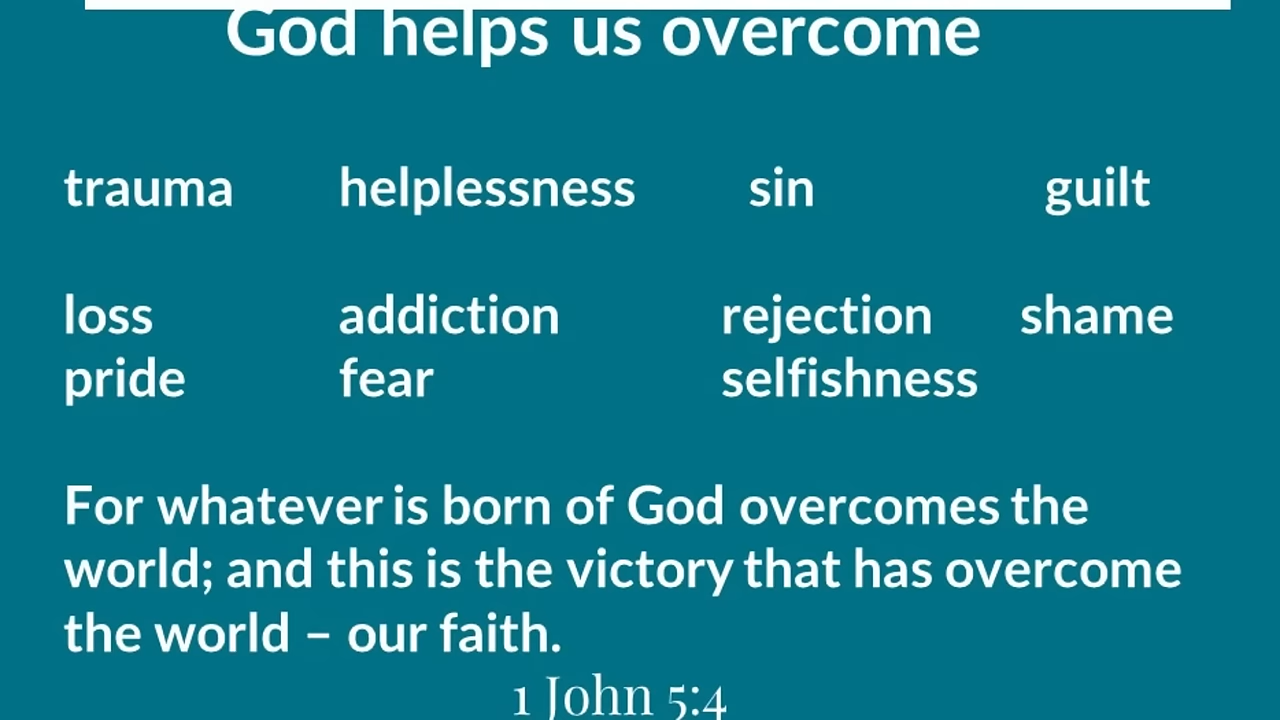 God helps us overcome
trauma helplessness sin guilt
loss addiction rejection shame
pride fear selfishness
For whatever is born of God overcomes the
world; and this is the victory that has overcome
the world – our faith.
1 John 5:4